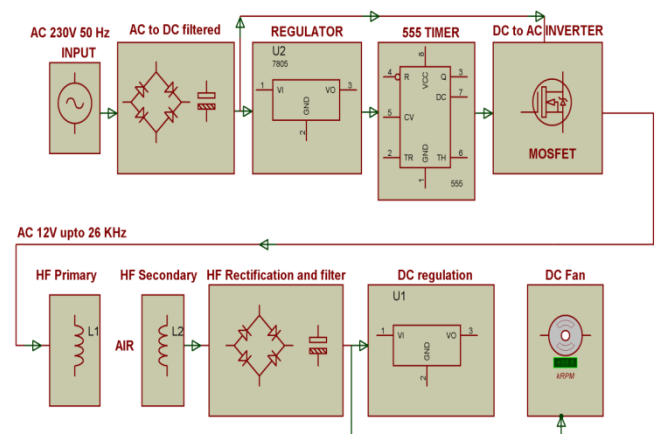 AC 230V 50 Hz
INPUT
AC to DC filtered
REGULATOR
U2
7805
1
VI
VO
3
GND
2
555 TIMER
8
VCC
4
R
Q
3
DC
7
5
CV
2
TR
GND
TH
6
1
555
DC to AC INVERTER
MOSFET
AC 12V upto 26 KHz
HF Primary
L1
HF Secondary
AIR
L2
HF Rectification and filter
DC regulation
U1
1
VI
VO
3
GND
2
DC Fan
kRPM